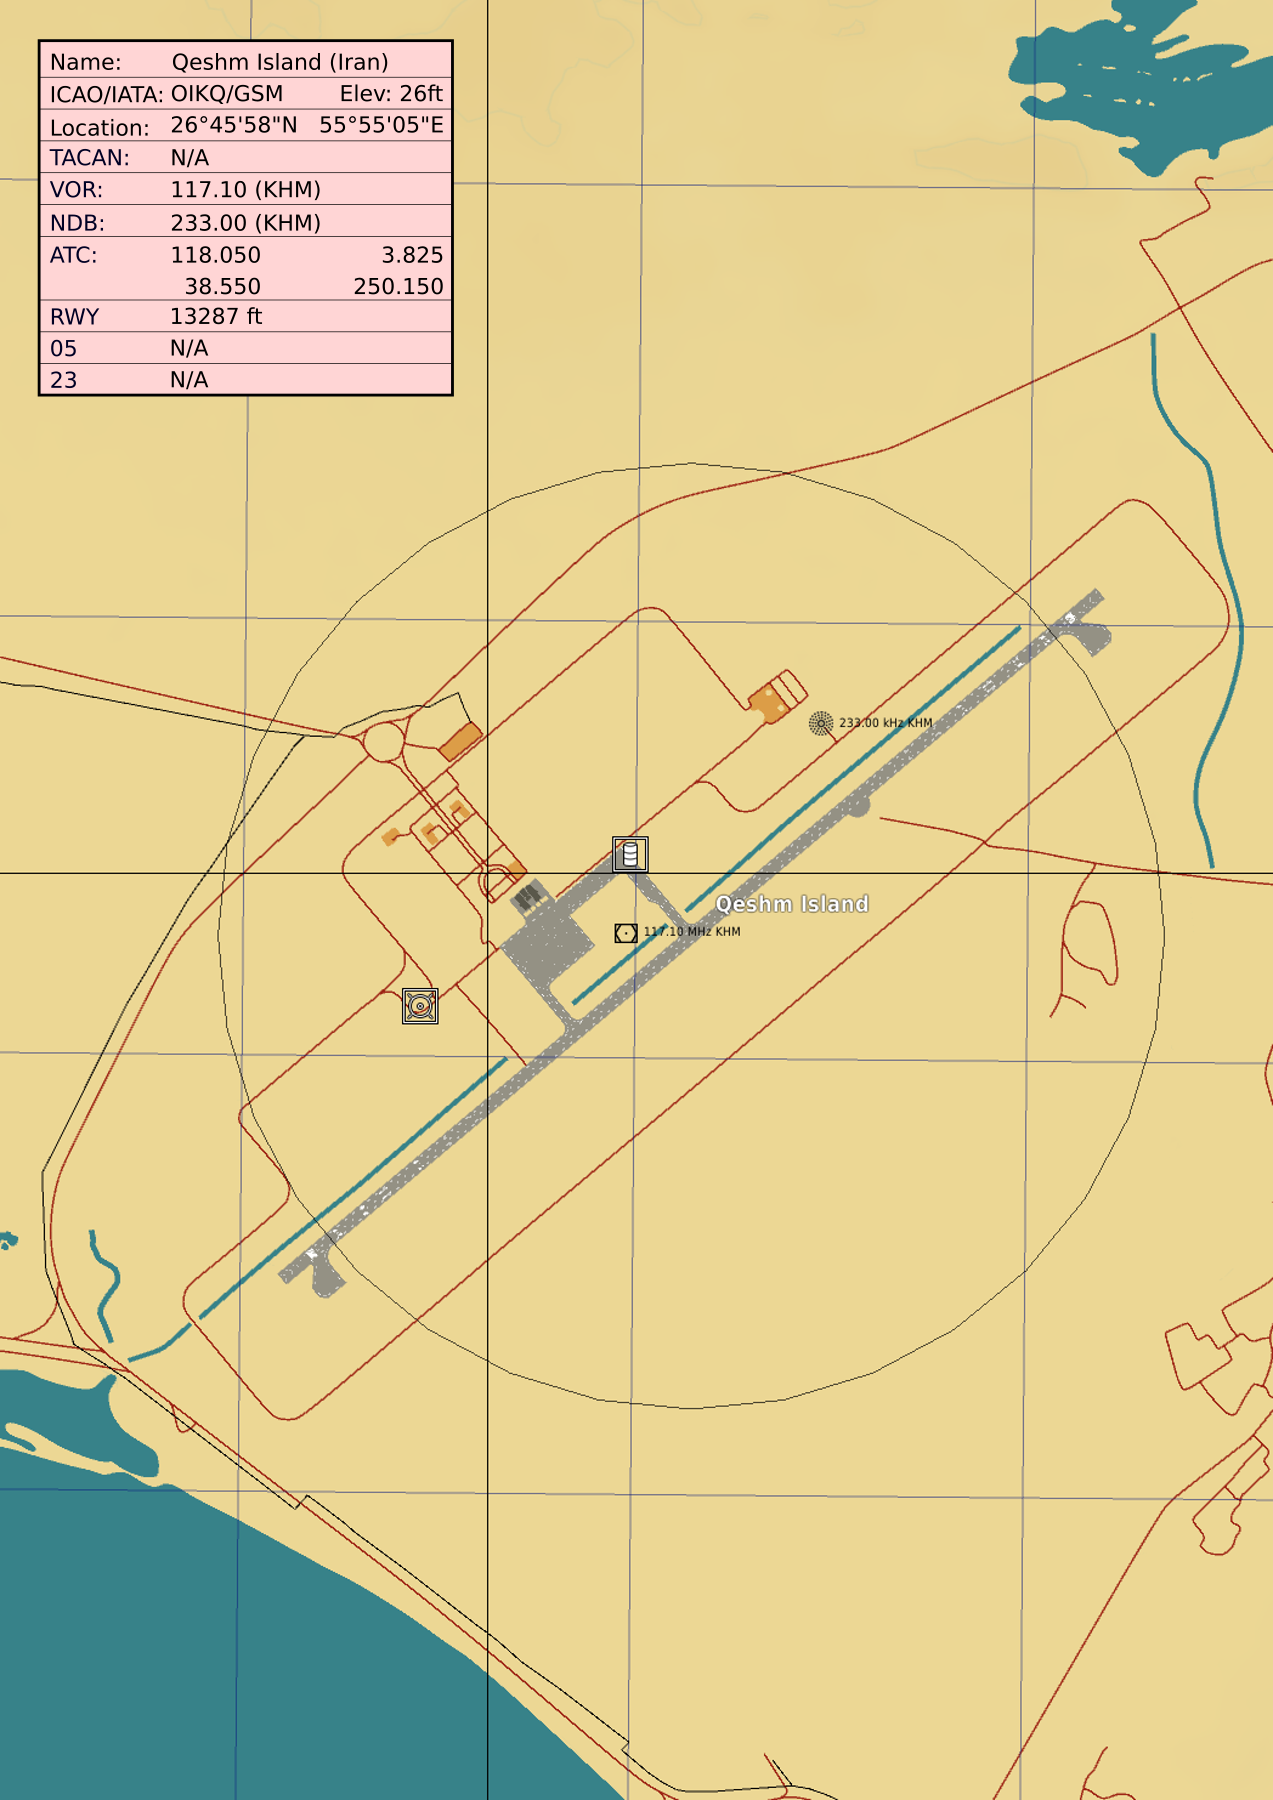 Name: Qeshm Island (Iran)
ICAO/IATA: OIKQ/GSM Elev: 26ft
Location: 26°45'58"N 55°55'05"E
TACAN: N/A
VOR: 117.10 (KHM)
NDB: 233.00 (KHM)
ATC: 118.050 3.825
38.550 250.150
RWY 13287 ft
05 N/A
23 N/A
233.00 kHz KHM
Qeshm Island
117.10 MHz KHM